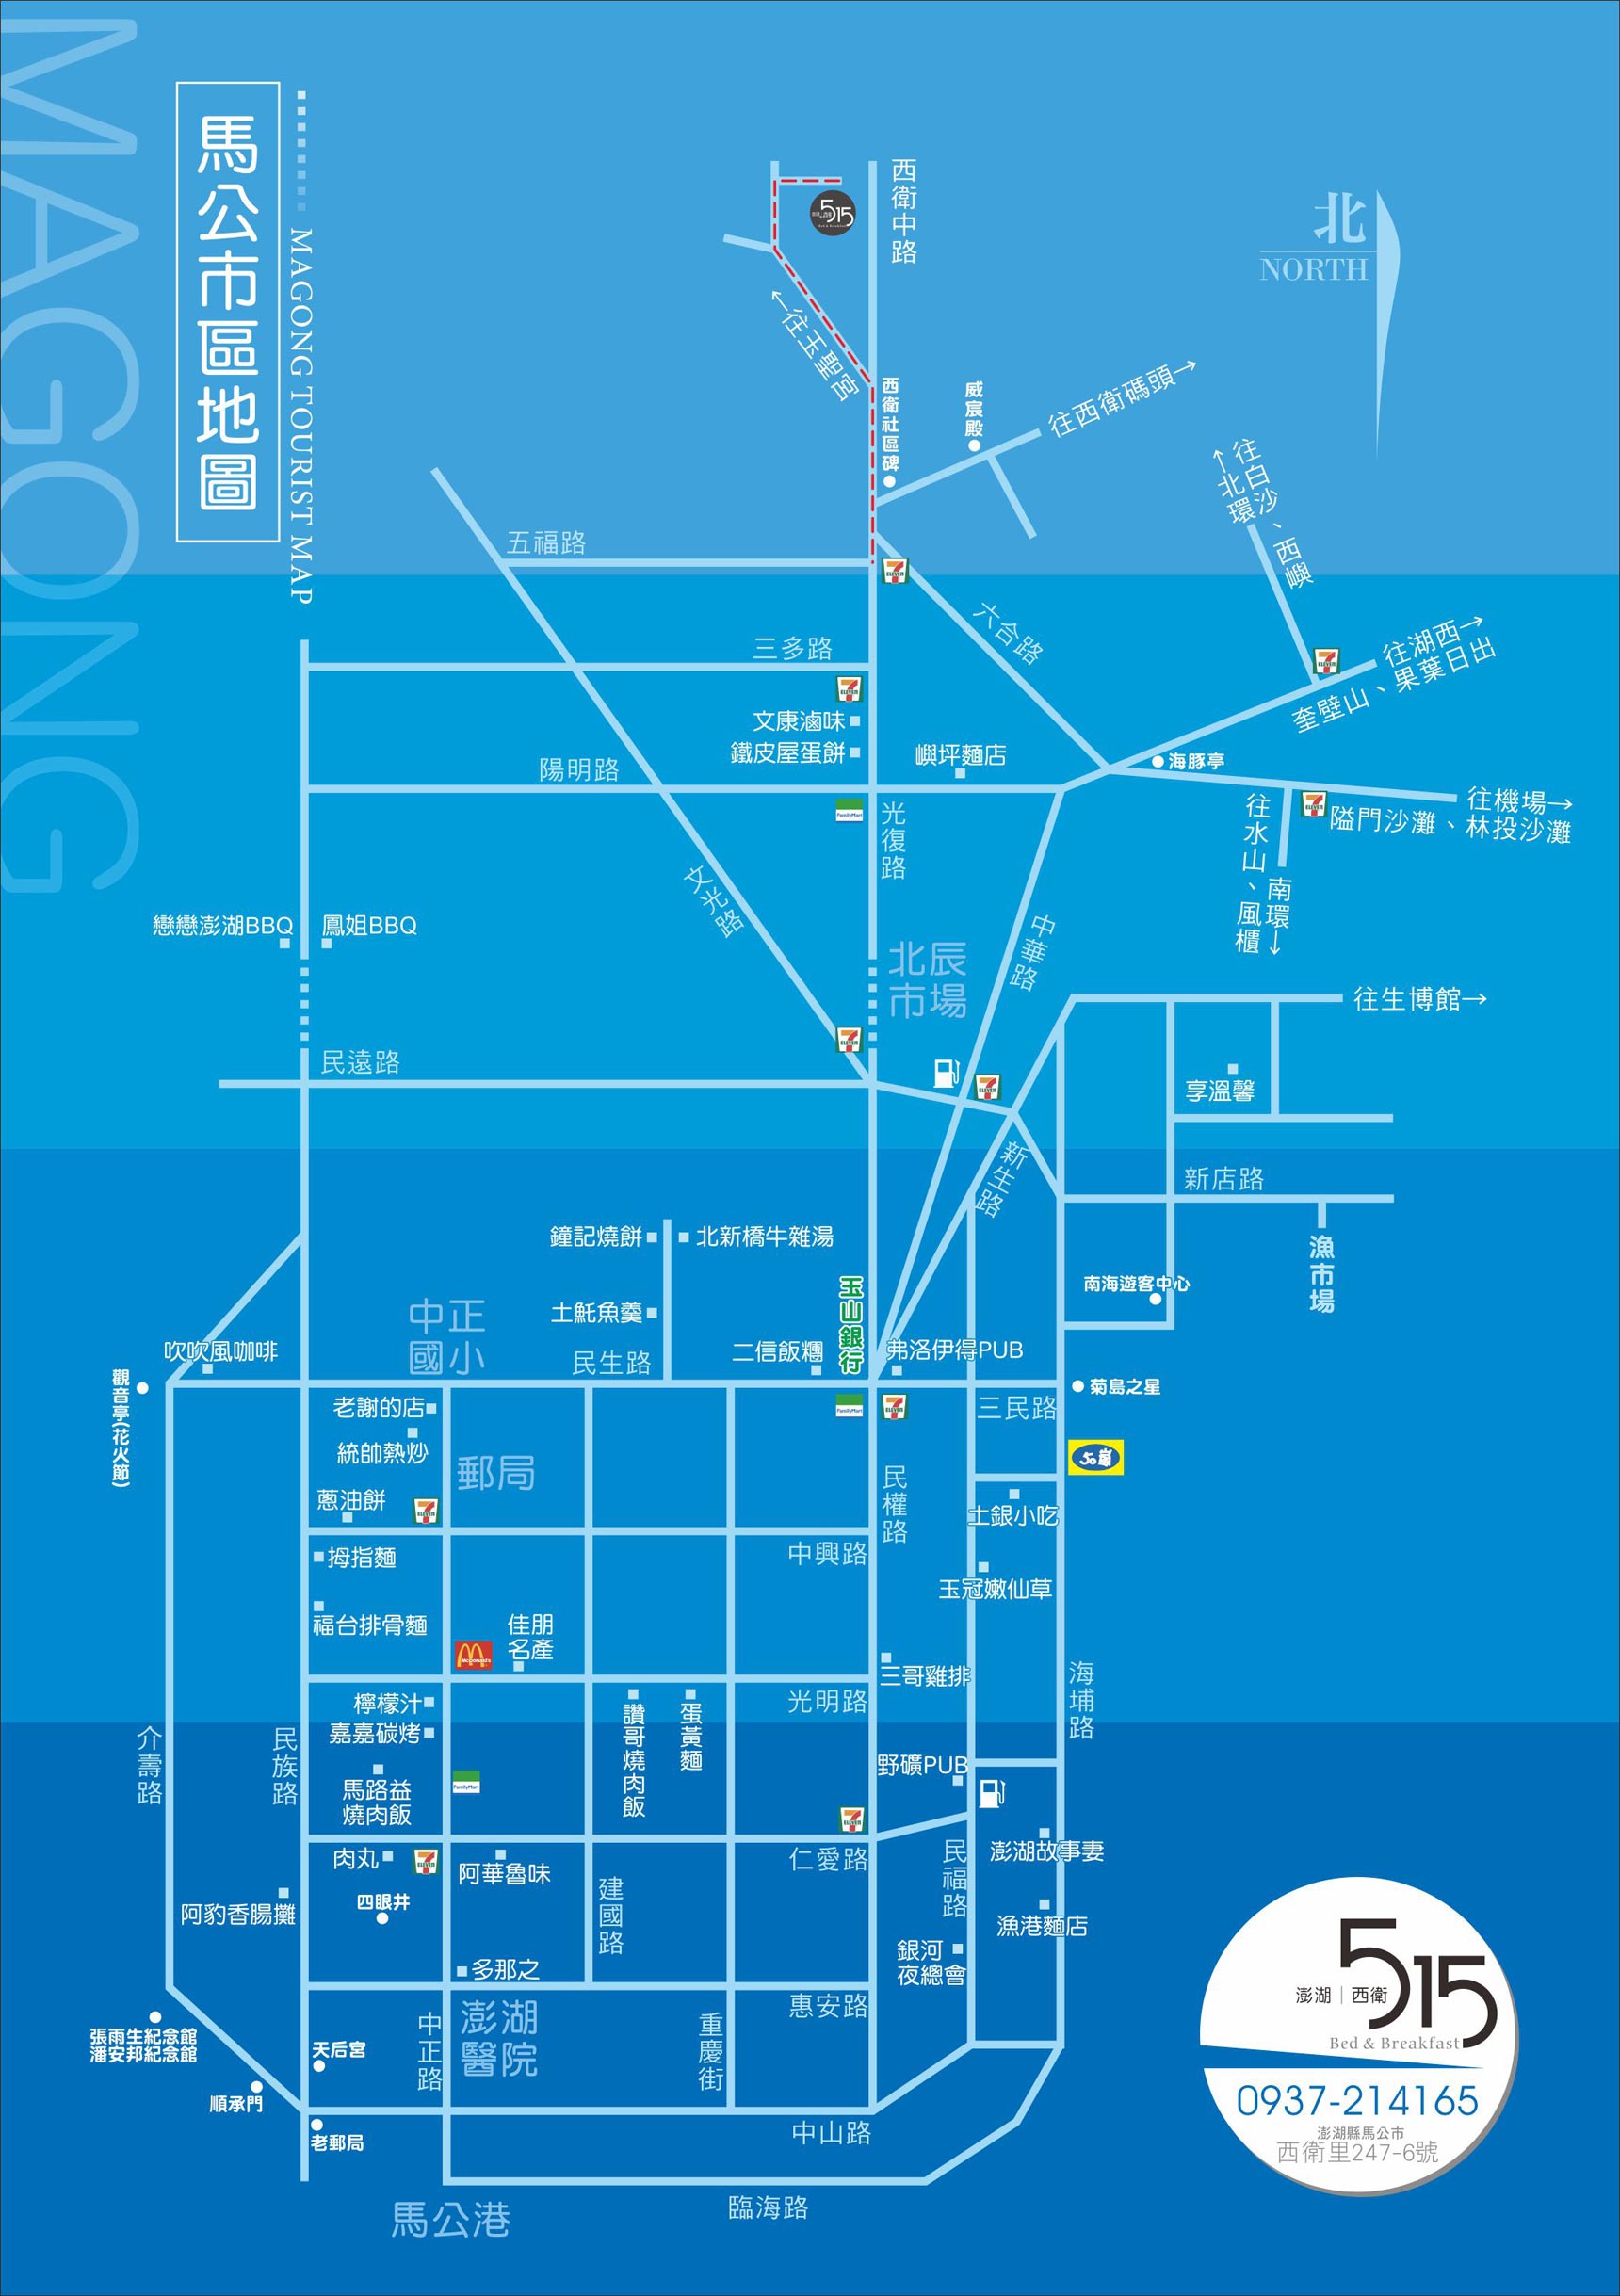 MAGONG
馬公市區地圖
MAGONG TOURIST MAP
北
NORTH
西衛中路
515
←往玉聖宮
西衛社區碑
威宸殿
往西衛碼頭→
←往白沙、西嶼
北環
五福路
六合路
三多路
往湖西→
奎壁山、果葉日出
7
ELEVEN
文康滷味
鐵皮屋蛋餅
嶼坪麵店
海豚亭
陽明路
往機場→
隘門沙灘、林投沙灘
往水山、風櫃
南環→
FamilyMart
光復路
文光路
中華路
戀戀澎湖BBQ
鳳姐BBQ
北辰
市場
往生博館→
民遠路
享溫馨
新生路
新店路
漁市場
鐘記燒餅
北新橋牛雜湯
南海遊客中心
土魠魚羹
玉山銀行
中正
國小
民生路
二信飯糰
弗洛伊得PUB
吹吹風咖啡
觀音亭(花火節)
菊島之星
三民路
老謝的店
統帥熱炒
郵局
50嵐
蔥油餅
民權路
土銀小吃
拇指麵
中興路
玉冠嫩仙草
福台排骨麵
佳朋
名產
McDonald's
三哥雞排
海埔路
檸檬汁
嘉嘉碳烤
讚哥燒肉飯
蛋黃麵
光明路
介壽路
民族路
馬路益
燒肉飯
FamilyMart
野礦PUB
肉丸
阿華魯味
仁愛路
民福路
澎湖故事妻
四眼井
阿豹香腸攤
建國路
漁港麵店
銀河
夜總會
多那之
惠安路
澎湖
醫院
中正路
重慶街
張雨生紀念館
潘安邦紀念館
天后宮
順承門
老郵局
中山路
馬公港
臨海路
515
澎湖｜西衛
Bed & Breakfast
0937-214165
澎湖縣馬公市
西衛里247-6號